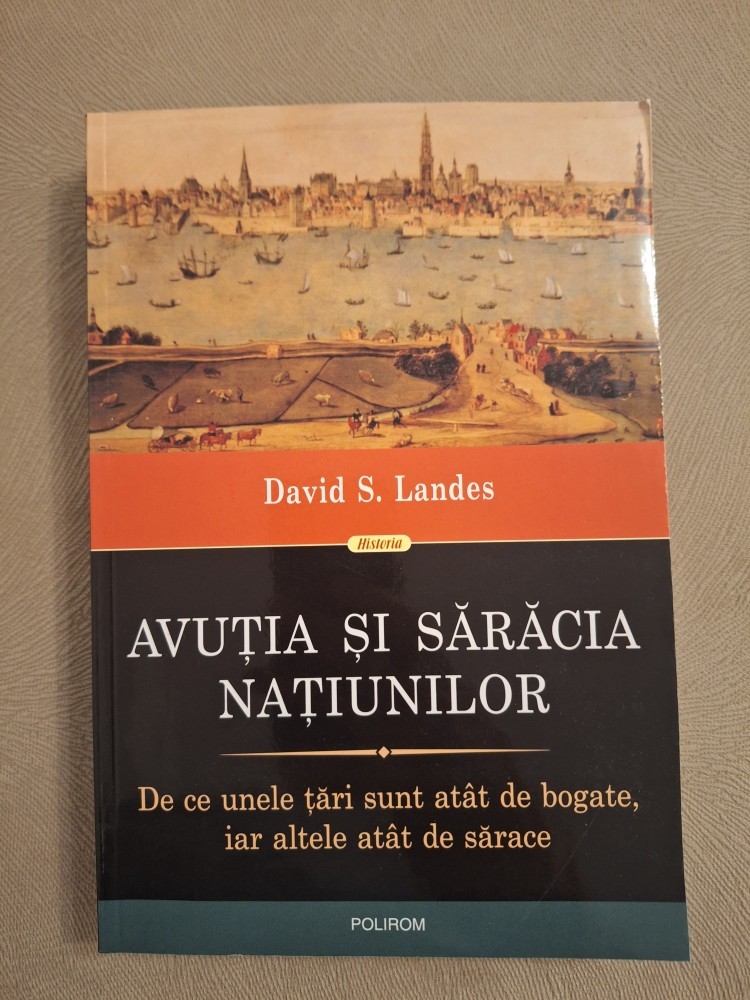 David S. Landes
Historia
AVUȚIA ȘI SĂRĂCIA
NAȚIUNILOR
De ce unele țări sunt atât de bogate,
iar altele atât de sărace
POLIROM